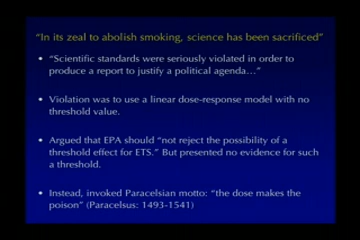 “In its zeal to abolish smoking, science has been sacrificed”
• “Scientific standards were seriously violated in order to
produce a report to justify a political agenda…”
• Violation was to use a linear dose-response model with no
threshold value.
• Argued that EPA should “not reject the possibility of a
threshold effect for ETS.” But presented no evidence for such
a threshold.
• Instead, invoked Paracelsian motto: “the dose makes the
poison” (Paracelsus: 1493-1541)